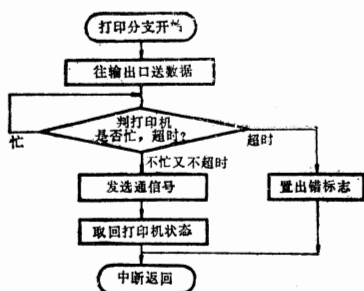 打印分支开
往输出口送数据
判打印机
是否忙，超时？
忙
超时
不忙又不超时
发选通信号
置出错标志
取回打印机状态
中断返回